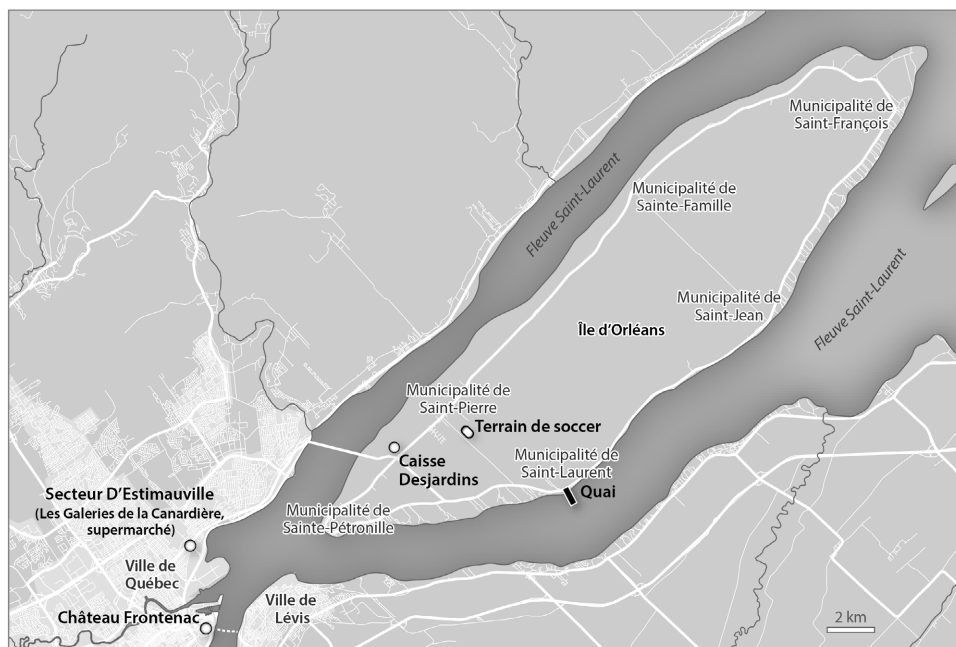 Municipalité de
Saint-François
Fleuve Saint-Laurent
Municipalité de
Sainte-Famille
Fleuve Saint-Laurent
Municipalité de
Saint-Jean
Île d'Orléans
Municipalité de
Saint-Pierre
Terrain de soccer
Caisse
Desjardins
Municipalité de
Saint-Laurent
Quai
Secteur D'Estimauville
(Les Galeries de la Canardière,
supermarché)
Municipalité de
Sainte-Pétronille
Ville de
Québec
Ville de
Lévis
Château Frontenac
2 km